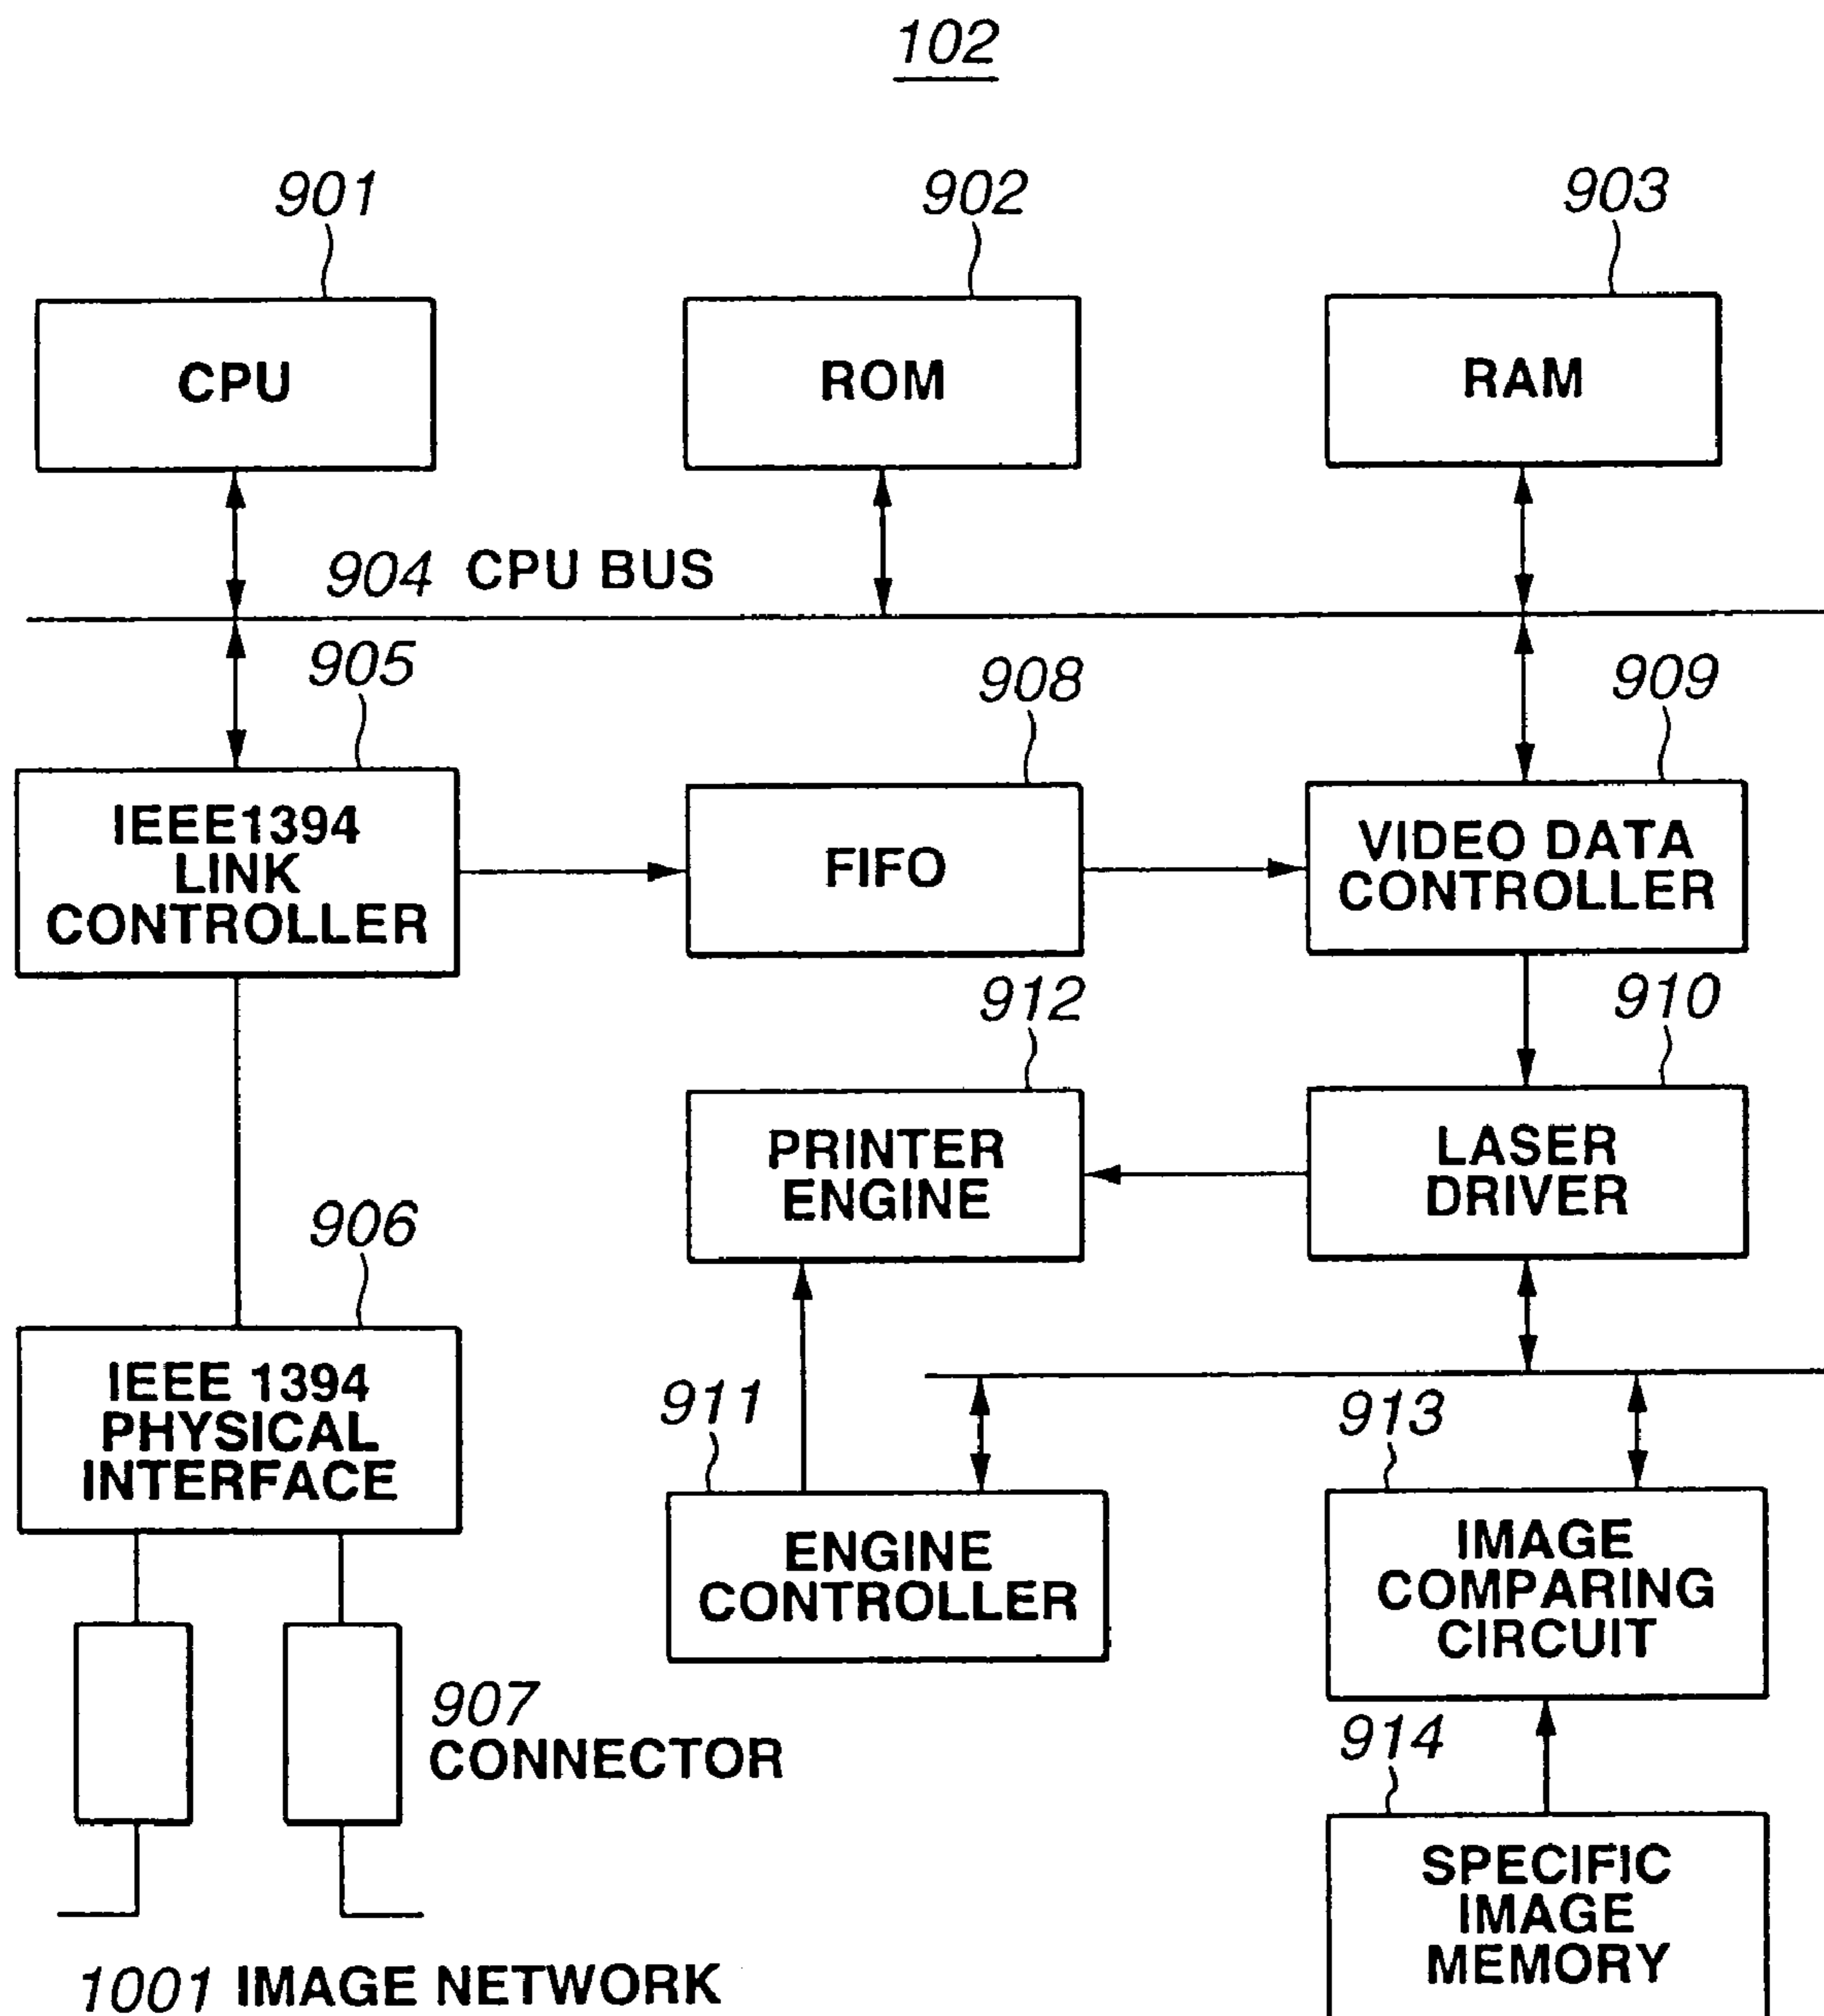 102
901
902
903
CPU
ROM
RAM
904 CPU BUS
905
908
909
IEEE1394
LINK
CONTROLLER
FIFO
VIDEO DATA
CONTROLLER
912
910
PRINTER
ENGINE
LASER
DRIVER
906
IEEE 1394
PHYSICAL
INTERFACE
911
913
ENGINE
CONTROLLER
IMAGE
COMPARING
CIRCUIT
907
CONNECTOR
914
SPECIFIC
IMAGE
MEMORY
1001 IMAGE NETWORK